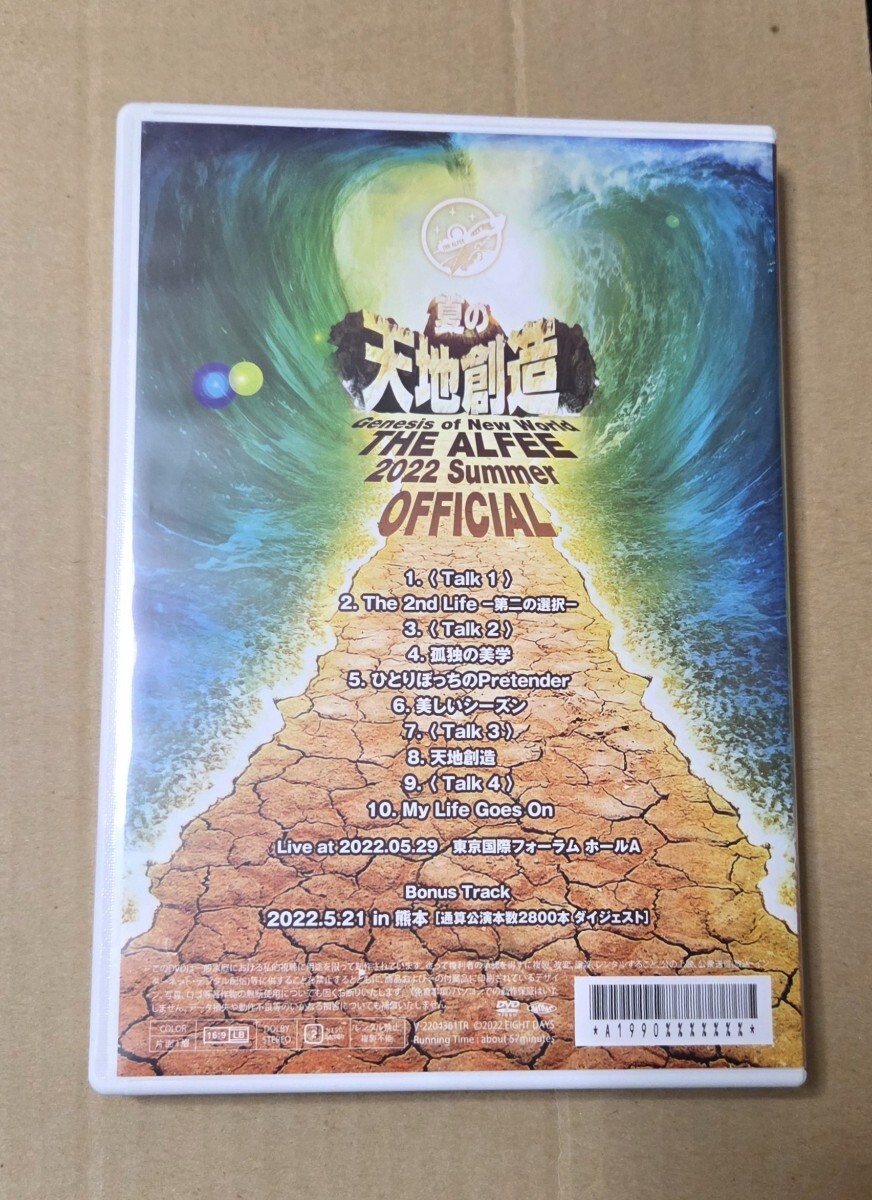 THE ALFEE
夏の
天地創造
Genesis of New World
THE ALFEE
2022 Summer
OFFICIAL
1.〈 Talk 1 〉
2. The 2nd Life −第二の選択−
3.〈 Talk 2 〉
4. 孤独の美学
5. ひとりぼっちのPretender
6. 美しいシーズン
7.〈 Talk 3 〉
8. 天地創造
9.〈 Talk 4 〉
10. My Life Goes On
Live at 2022.05.29 東京国際フォーラム ホールA
Bonus Track
2022.5.21 in 熊本 [通算公演本数2800本 ダイジェスト]
COLOR
片面1層
16:9 LB
DOLBY
STEREO
2
レンタル禁止
複製不能
DVD
V-2204361TR ©2022 EIGHT DAYS
Running Time : about 57minutes
*A1990%%%%%%%*